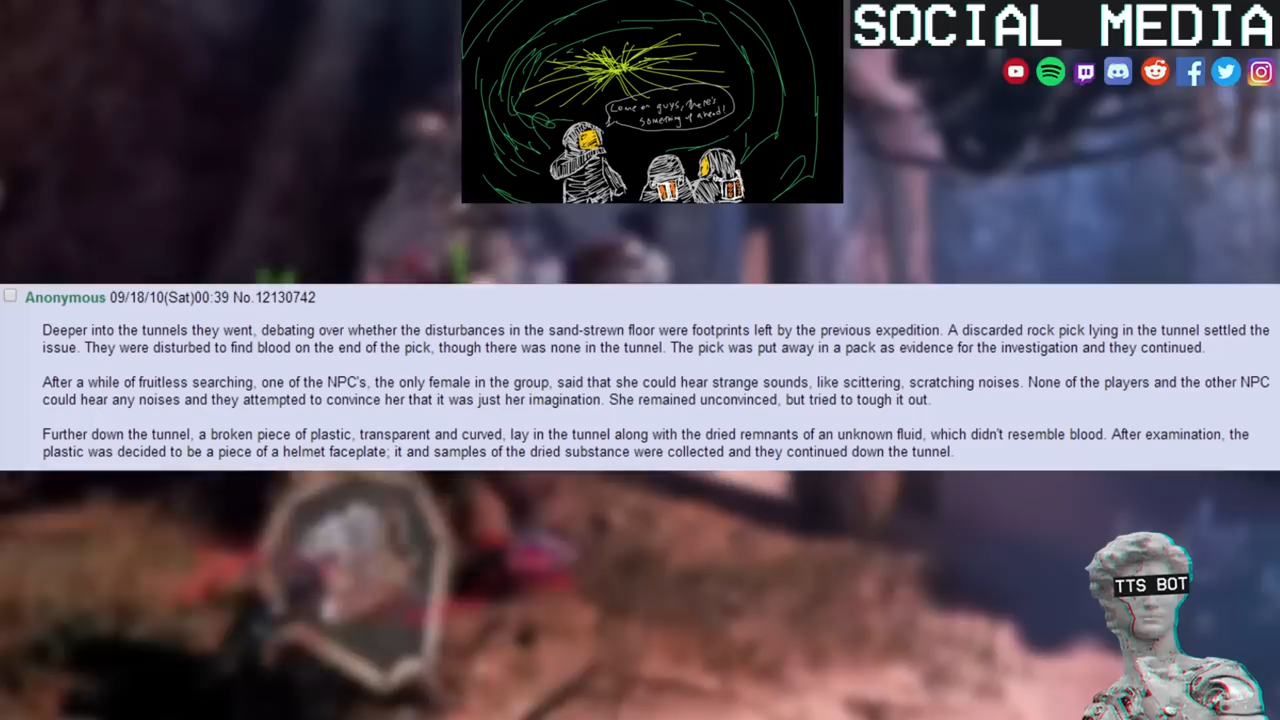 SOCIAL MEDIA
Come on guys, there's
something up ahead!
Anonymous 09/18/10(Sat)00:39 No.12130742
Deeper into the tunnels they went, debating over whether the disturbances in the sand-strewn floor were footprints left by the previous expedition. A discarded rock pick lying in the tunnel settled the
issue. They were disturbed to find blood on the end of the pick, though there was none in the tunnel. The pick was put away in a pack as evidence for the investigation and they continued.
After a while of fruitless searching, one of the NPC's, the only female in the group, said that she could hear strange sounds, like scittering, scratching noises. None of the players and the other NPC
could hear any noises and they attempted to convince her that it was just her imagination. She remained unconvinced, but tried to tough it out.
Further down the tunnel, a broken piece of plastic, transparent and curved, lay in the tunnel along with the dried remnants of an unknown fluid, which didn't resemble blood. After examination, the
plastic was decided to be a piece of a helmet faceplate; it and samples of the dried substance were collected and they continued down the tunnel.
TTS BOT